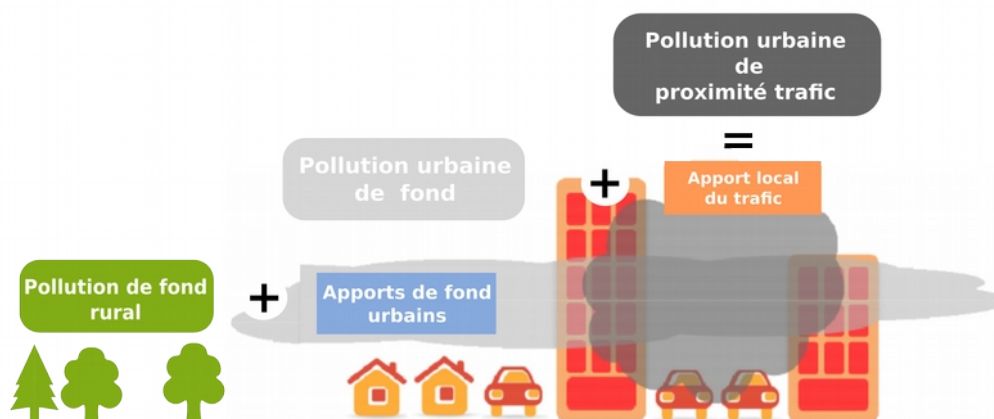 Pollution urbaine
de
proximité trafic
=
Pollution urbaine
de fond
+
Apport local
du trafic
Pollution de fond
rural
+
Apports de fond
urbains